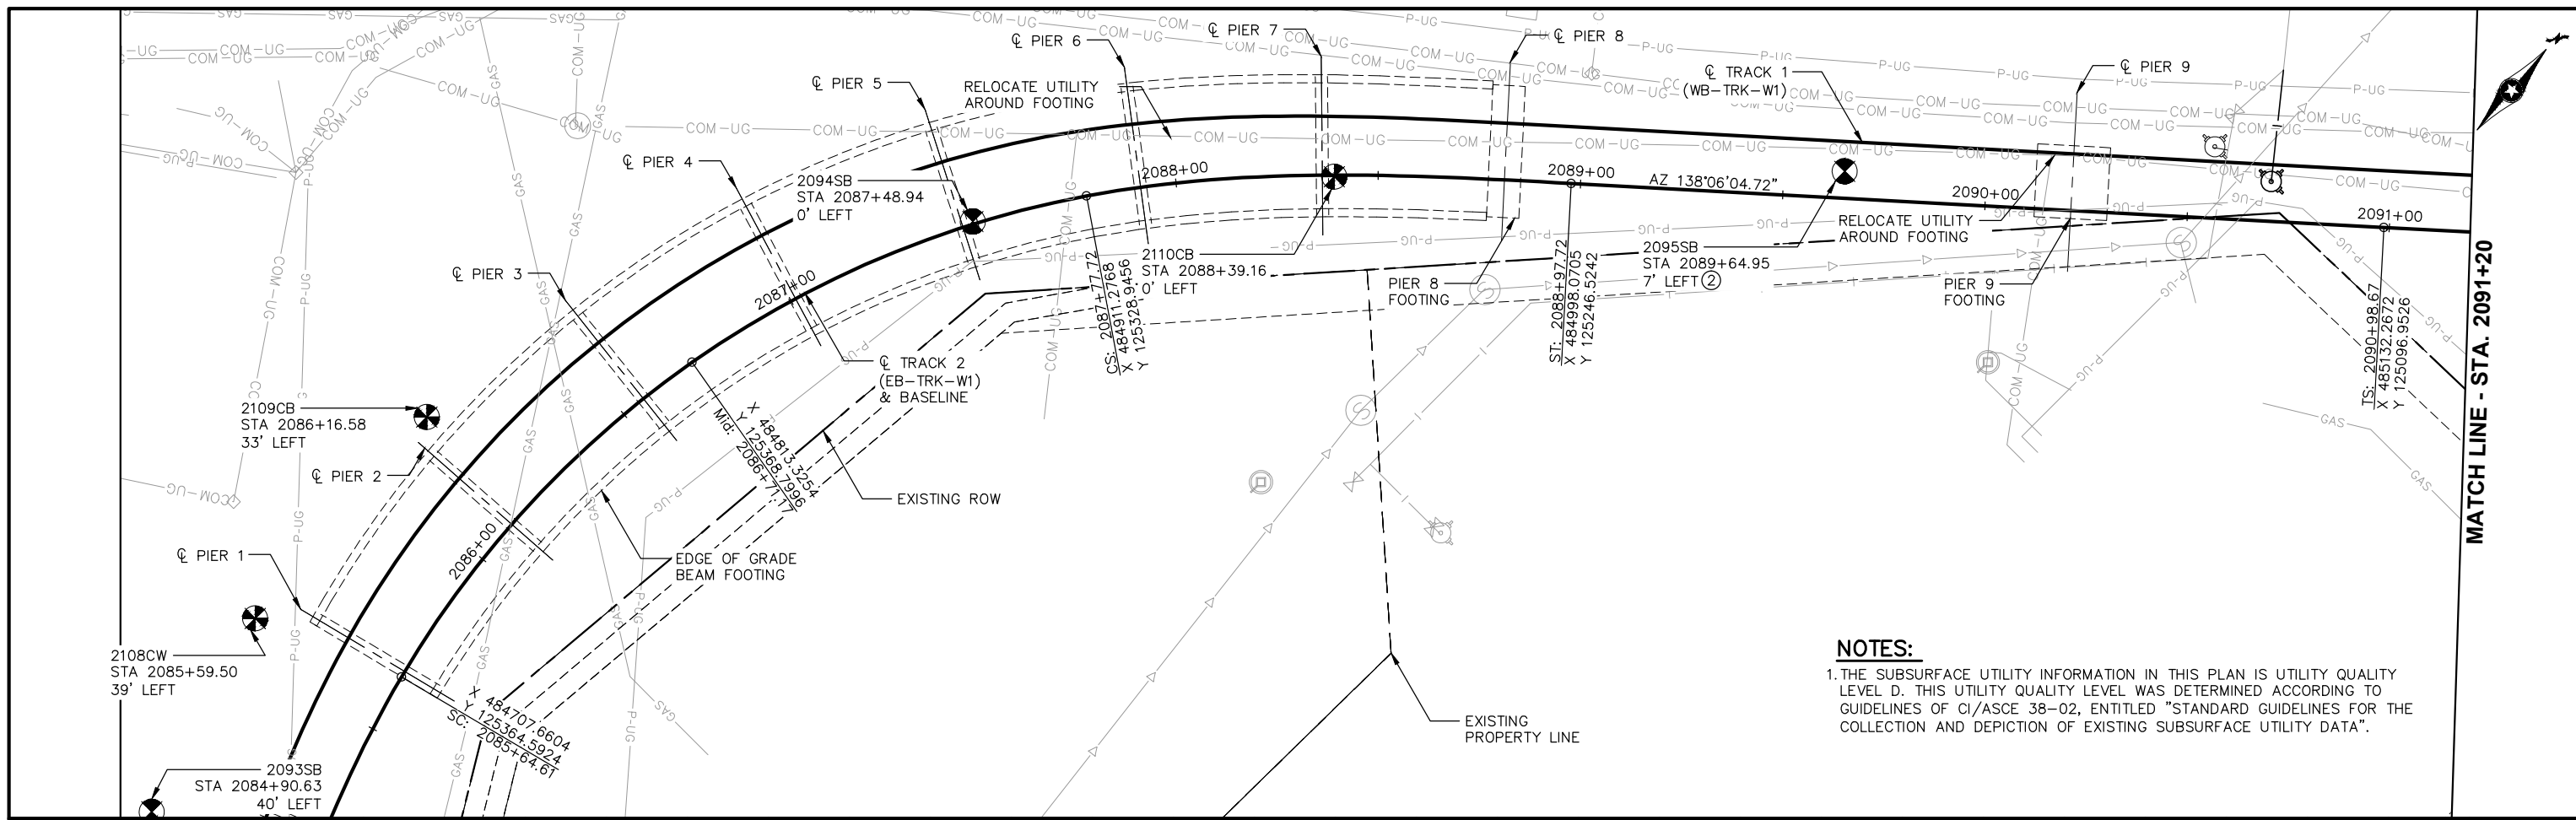 ℄ PIER 1
℄ PIER 2
℄ PIER 3
℄ PIER 4
℄ PIER 5
℄ PIER 6
℄ PIER 7
℄ PIER 8
℄ PIER 9
RELOCATE UTILITY
AROUND FOOTING
℄ TRACK 1
(WB-TRK-W1)
2094SB
STA 2087+48.94
0' LEFT
2088+00
2089+00
AZ 138°06'04.72"
2090+00
2091+00
RELOCATE UTILITY
AROUND FOOTING
2110CB
STA 2088+39.16
0' LEFT
2095SB
STA 2089+64.95
7' LEFT ②
PIER 8
FOOTING
PIER 9
FOOTING
2087+00
CS: 2087+77.72
X 484911.2768
Y 125328.9456
ST: 2088+97.72
X 484998.0705
Y 125246.5242
TS: 2090+98.67
X 485132.2672
Y 125096.9526
MATCH LINE - STA. 2091+20
℄ TRACK 2
(EB-TRK-W1)
& BASELINE
2109CB
STA 2086+16.58
33' LEFT
X 484813.3254
Y 125368.7996
Mid: 2086+71.17
EXISTING ROW
2086+00
EDGE OF GRADE
BEAM FOOTING
2108CW
STA 2085+59.50
39' LEFT
X 484707.6604
Y 125364.5924
SC: 2085+64.61
2093SB
STA 2084+90.63
40' LEFT
EXISTING
PROPERTY LINE
NOTES:
1. THE SUBSURFACE UTILITY INFORMATION IN THIS PLAN IS UTILITY QUALITY
LEVEL D. THIS UTILITY QUALITY LEVEL WAS DETERMINED ACCORDING TO
GUIDELINES OF CI/ASCE 38-02, ENTITLED "STANDARD GUIDELINES FOR THE
COLLECTION AND DEPICTION OF EXISTING SUBSURFACE UTILITY DATA".
COM-UG
P-UG
GAS
S